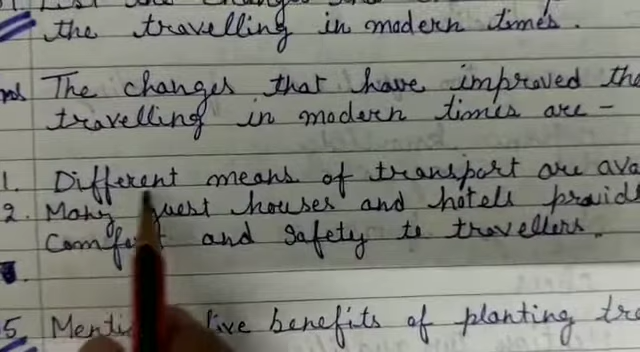 the travelling in modern times.
The changes that have improved the
travelling in modern times are -
1. Different means of transport are ava
2. Many guest houses and hotels provid
Comfort and safety to travellers.
5. Menti five benefits of planting tre